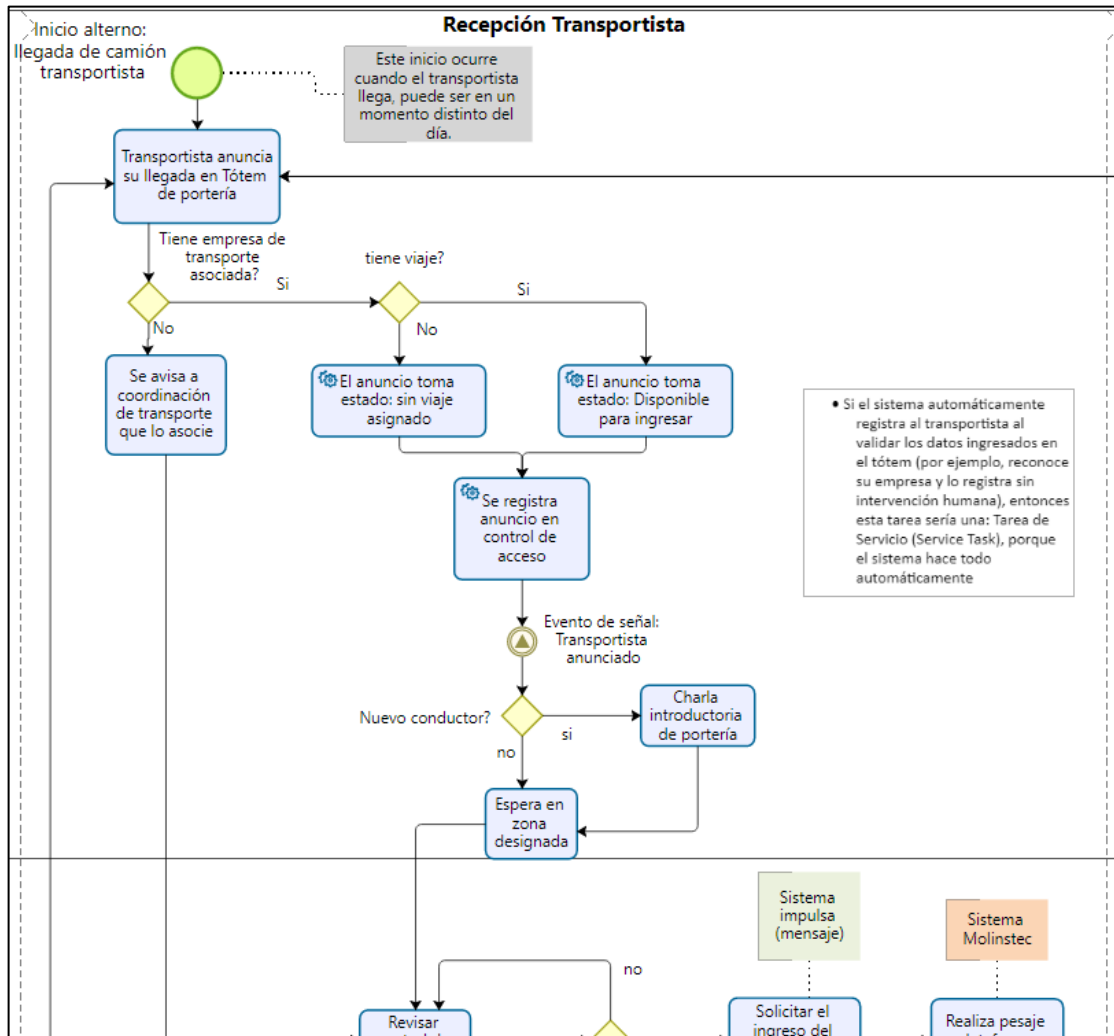 Recepción Transportista
Inicio alterno:
llegada de camión
transportista
Este inicio ocurre
cuando el transportista
llega, puede ser en un
momento distinto del
día.
Transportista anuncia
su llegada en Tótem
de portería
Tiene empresa de
transporte
asociada?
Si
No
tiene viaje?
Si
No
Se avisa a
coordinación
de transporte
que lo asocie
El anuncio toma
estado: sin viaje
asignado
El anuncio toma
estado: Disponible
para ingresar
• Si el sistema automáticamente
registra al transportista al
validar los datos ingresados en
el tótem (por ejemplo, reconoce
su empresa y lo registra sin
intervención humana), entonces
esta tarea sería una: Tarea de
Servicio (Service Task), porque
el sistema hace todo
automáticamente
Se registra
anuncio en
control de
acceso
Evento de señal:
Transportista
anunciado
Nuevo conductor?
si
no
Charla
introductoria
de portería
Espera en
zona
designada
Sistema
impulsa
(mensaje)
Sistema
Molinstec
no
Revisar
Solicitar el
ingreso del
Realiza pesaje